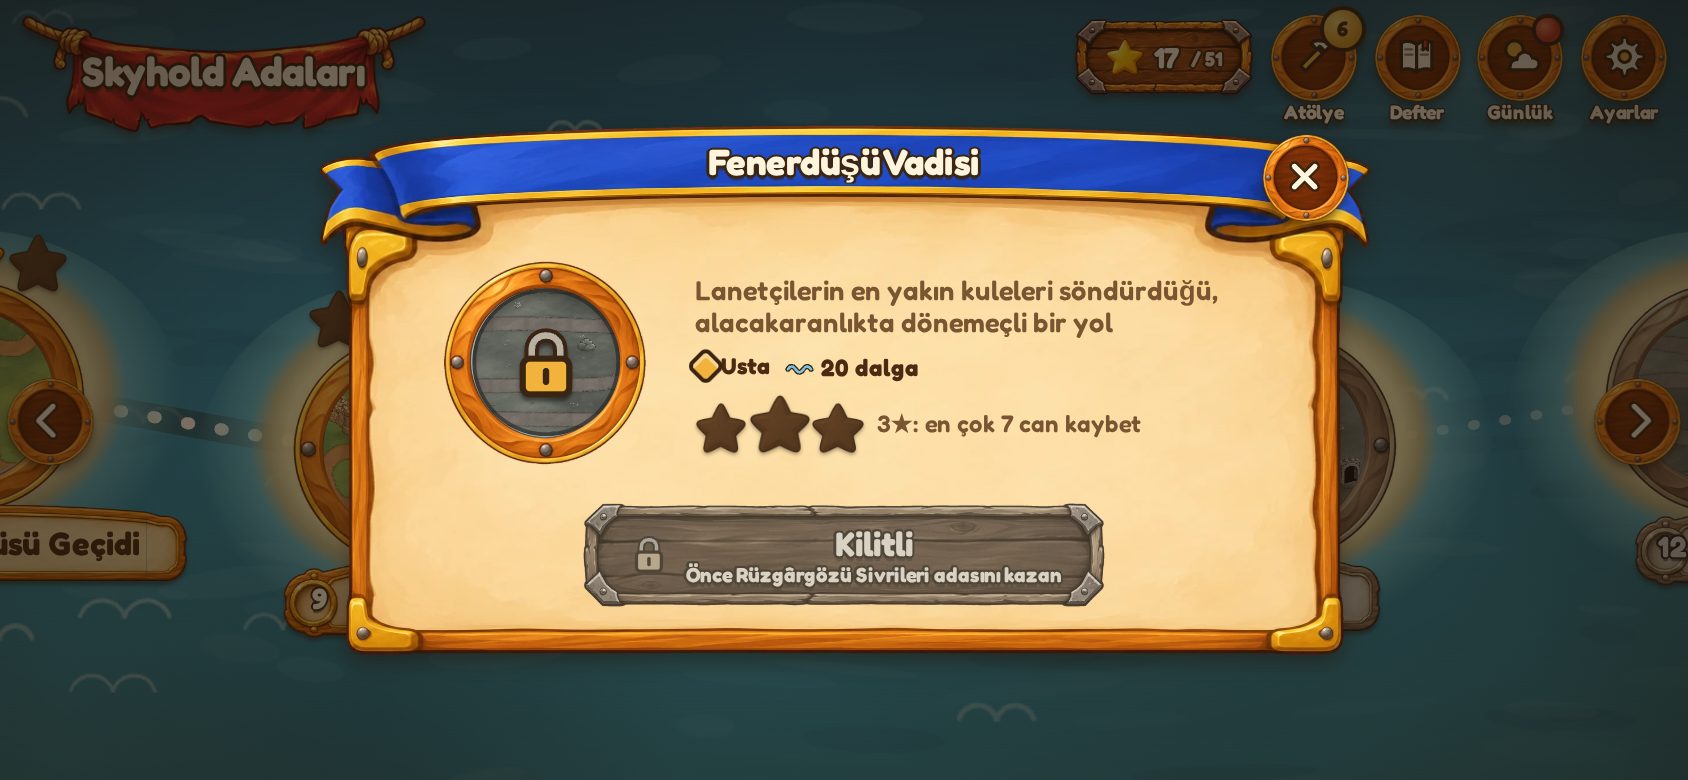 Skyhold Adaları
17 / 51
6
Atölye
Defter
Günlük
Ayarlar
Fenerdüşü Vadisi
Lanetçilerin en yakın kuleleri söndürdüğü,
alacakaranlıkta dönemeçli bir yol
Usta
20 dalga
3★: en çok 7 can kaybet
Kilitli
Önce Rüzgârgözü Sivrileri adasını kazan
Geçidi
9
12